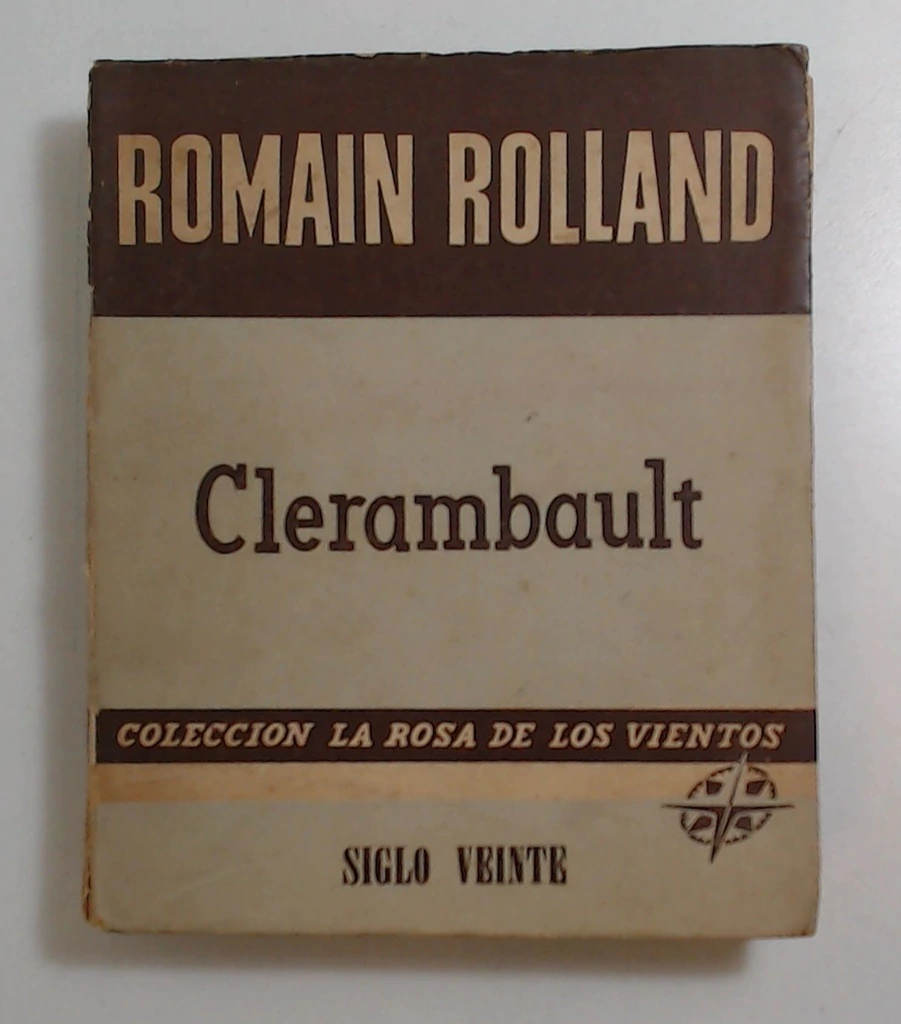 ROMAIN ROLLAND
Clerambault
COLECCION LA ROSA DE LOS VIENTOS
SIGLO VEINTE